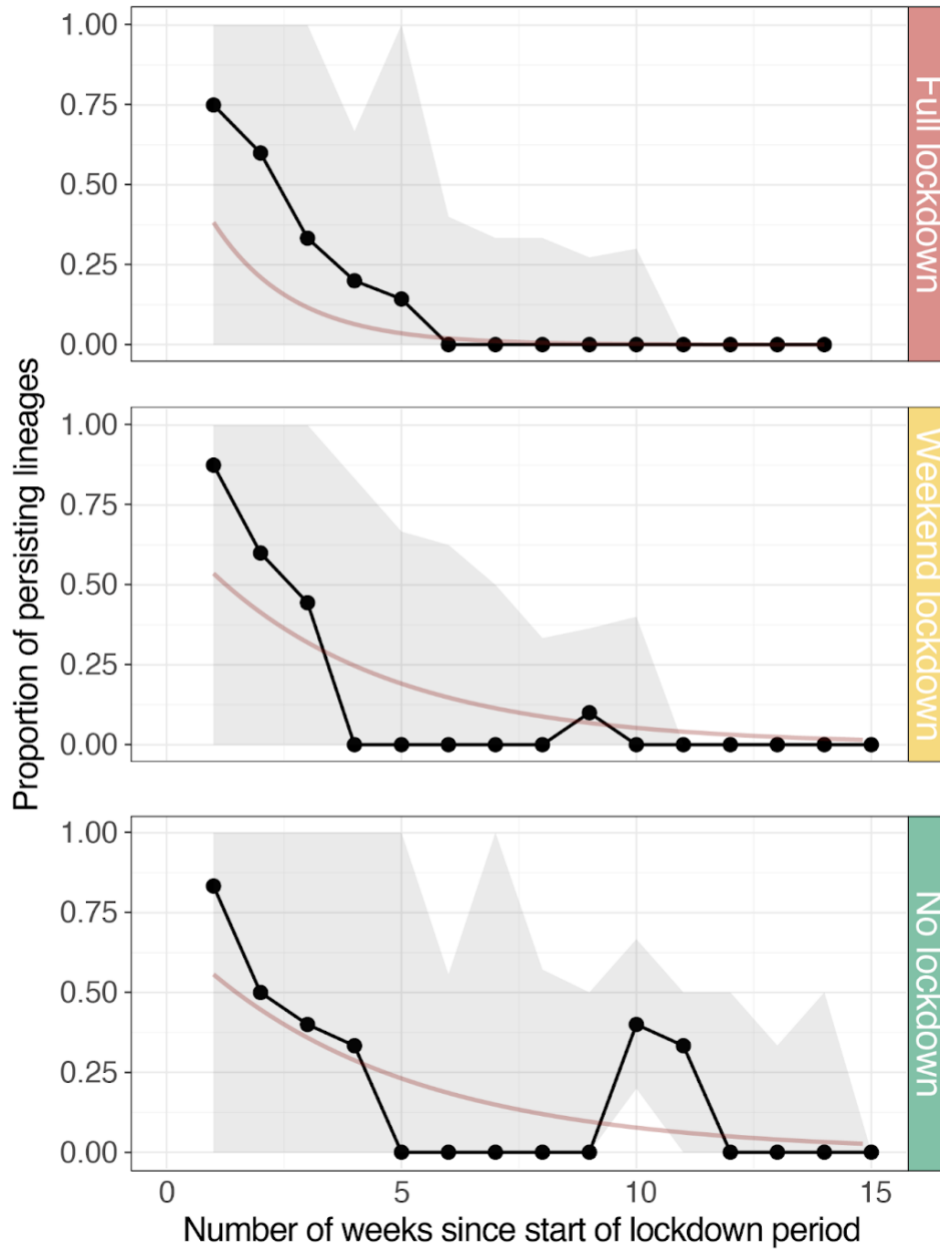 1.00
0.75
0.50
0.25
0.00
Full lockdown
1.00
0.75
0.50
0.25
0.00
Weekend lockdown
1.00
0.75
0.50
0.25
0.00
No lockdown
Proportion of persisting lineages
0 5 10 15
Number of weeks since start of lockdown period